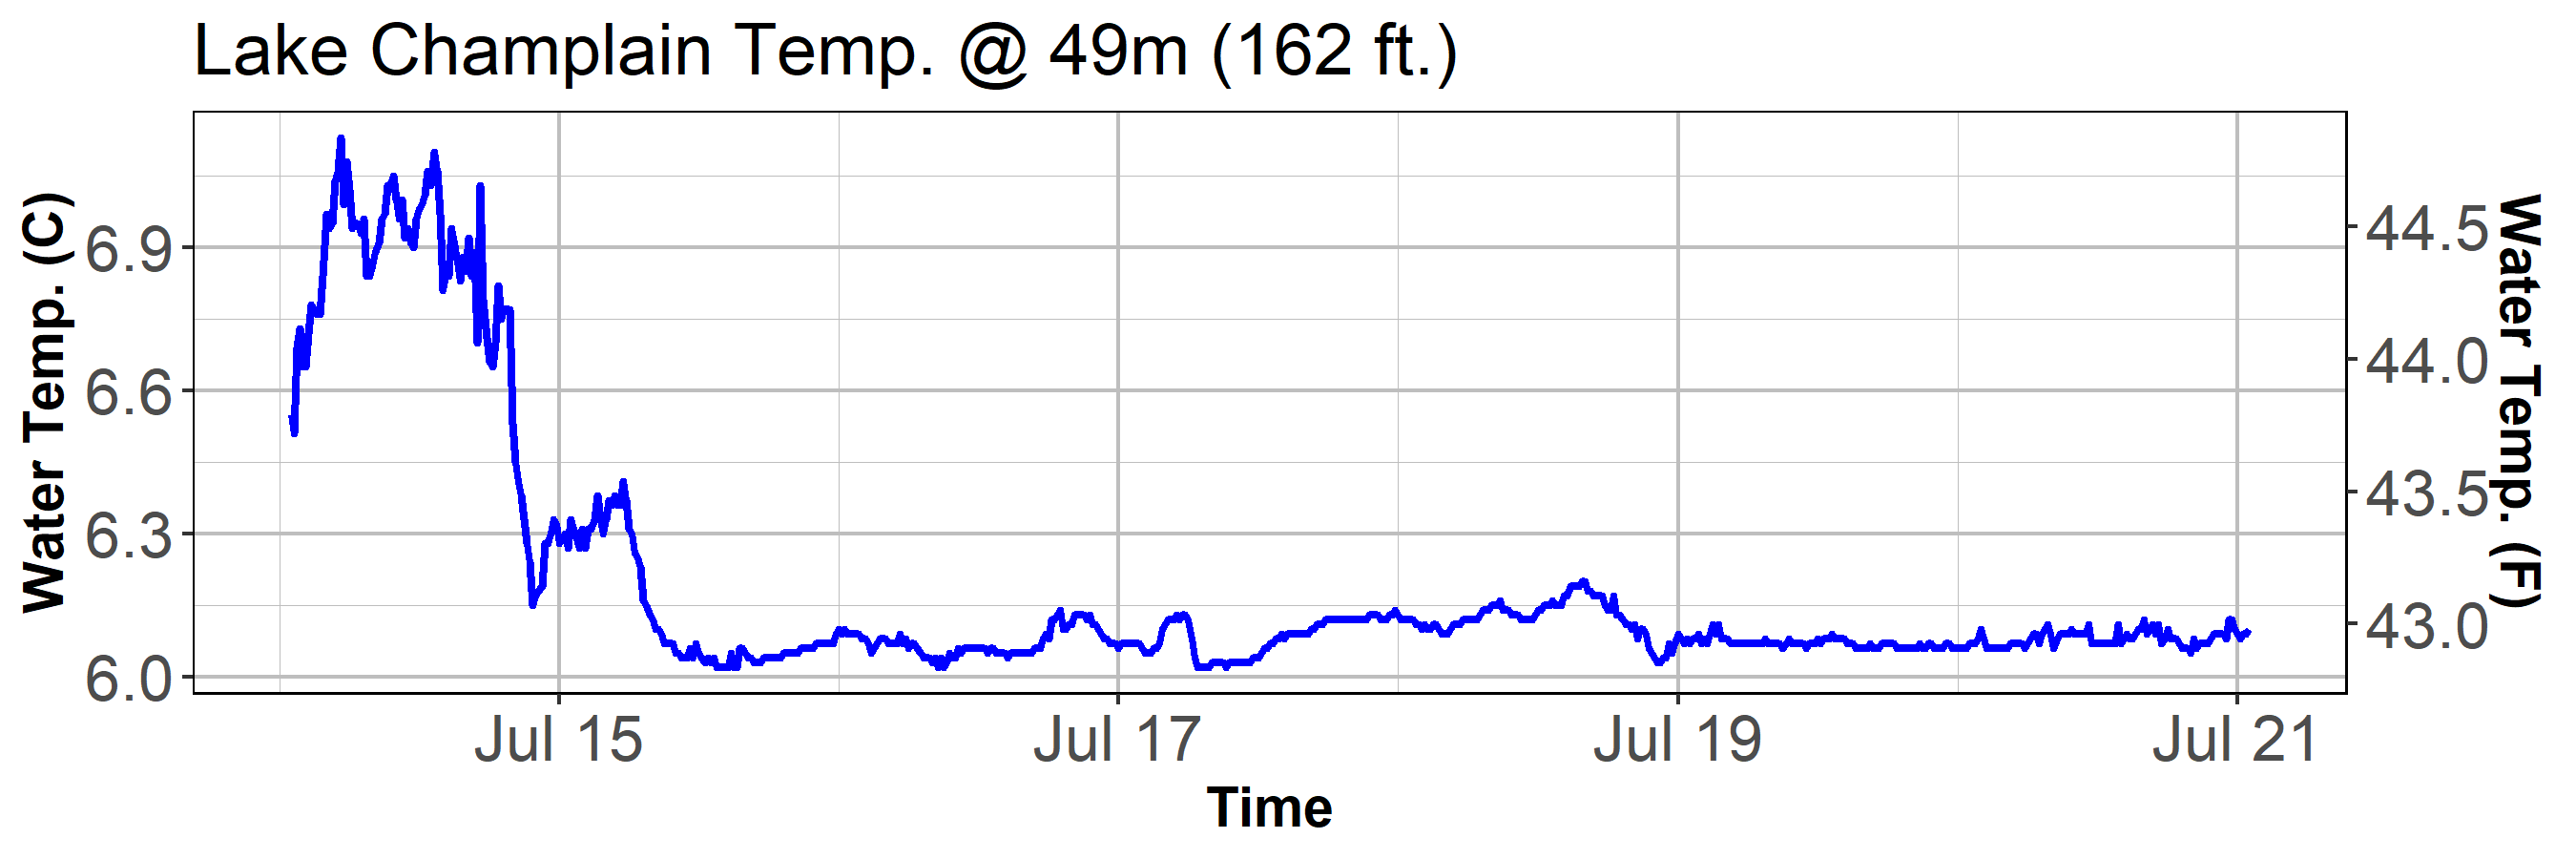 Lake Champlain Temp. @ 49m (162 ft.)
Water Temp. (C)
6.9
6.6
6.3
6.0
44.5
44.0
43.5
43.0
Water Temp. (F)
Jul 15 Jul 17 Jul 19 Jul 21
Time